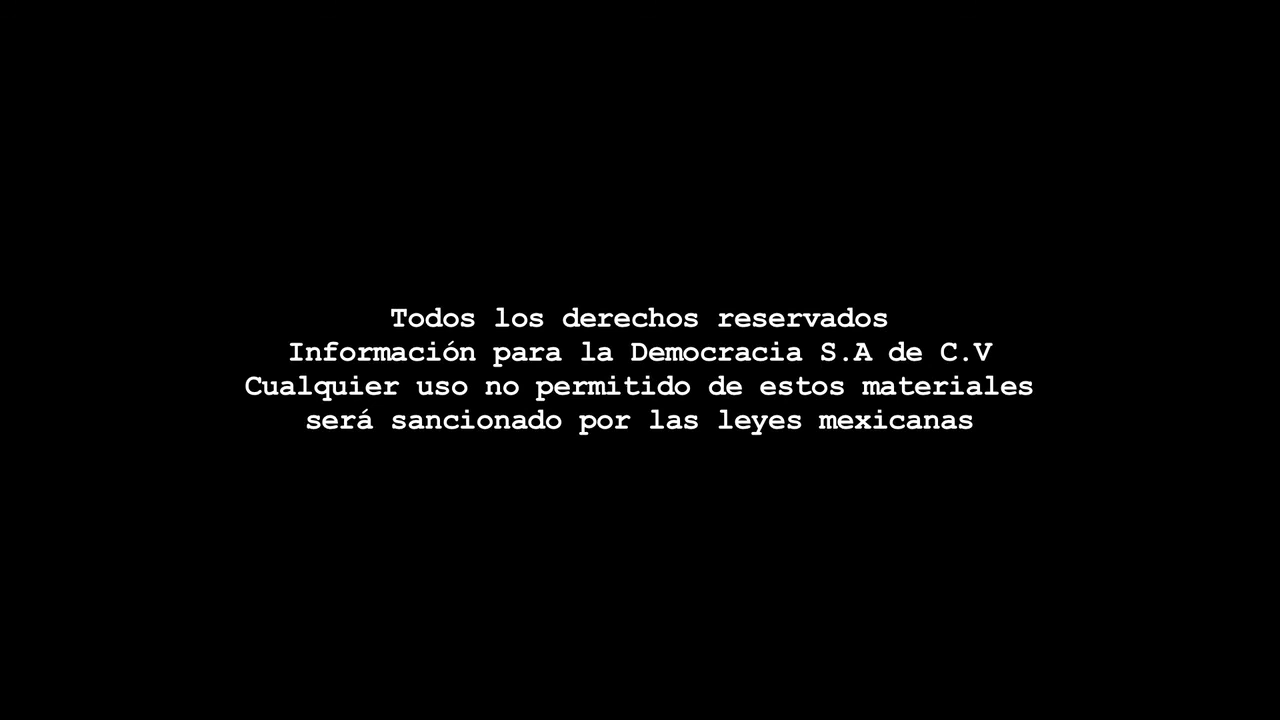 Todos los derechos reservados
Información para la Democracia S.A de C.V
Cualquier uso no permitido de estos materiales
será sancionado por las leyes mexicanas